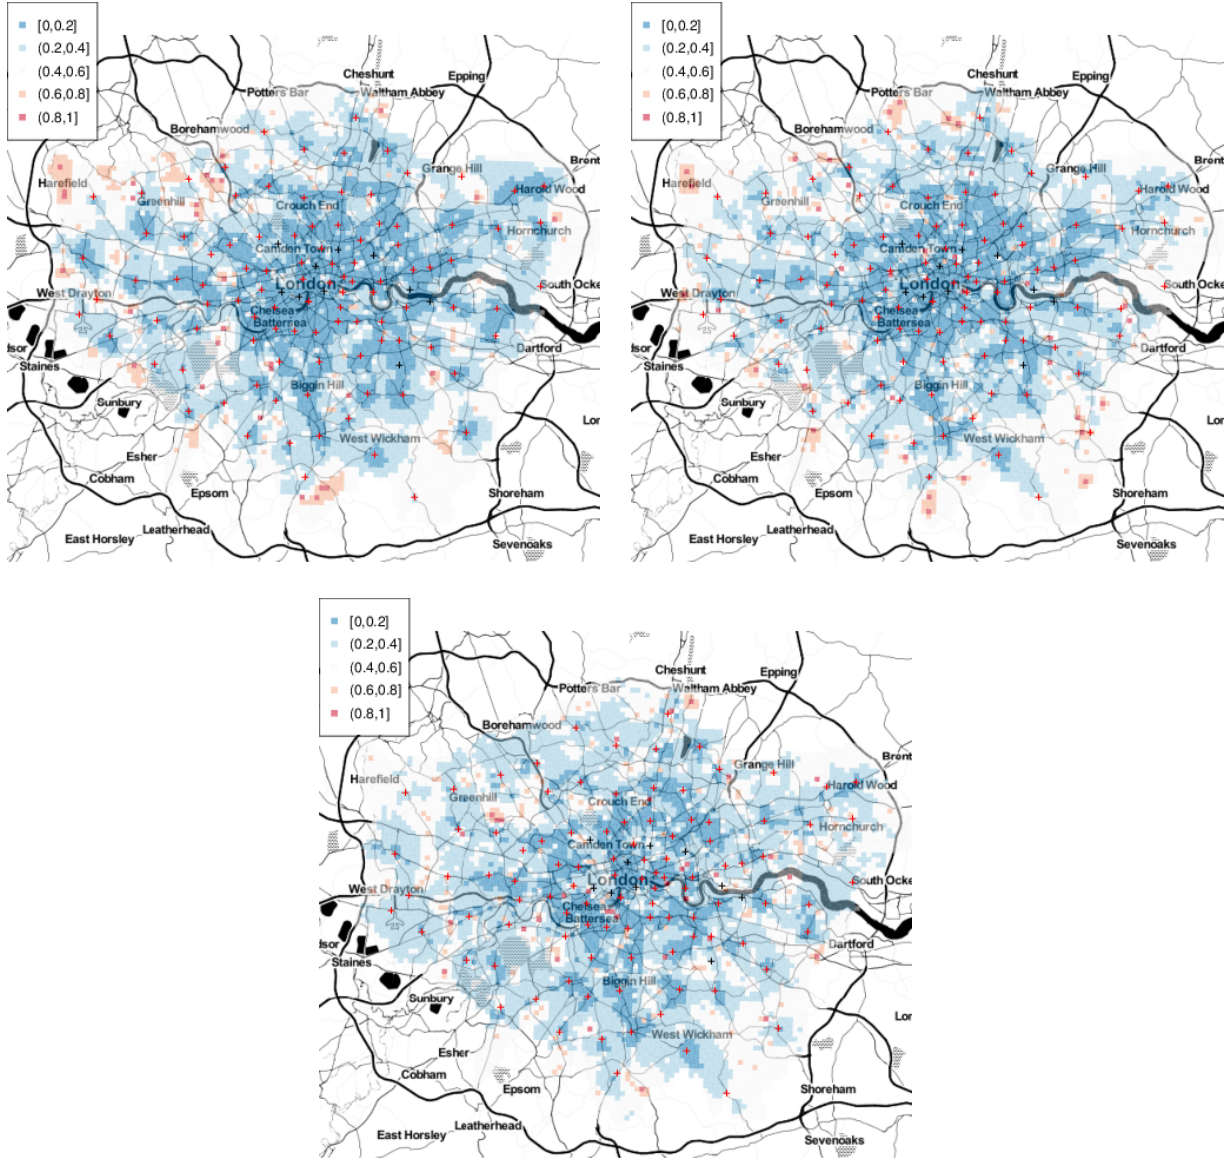 [0,0.2]
(0.2,0.4]
(0.4,0.6]
(0.6,0.8]
(0.8,1]
Cheshunt
Epping
Potters Bar
Waltham Abbey
Borehamwood
Brent
Grange Hill
Harefield
Harold Wood
Greenhill
Crouch End
Hornchurch
Camden Town
London
South Ocke
West Drayton
Chelsea
Battersea
dsor
Dartford
Staines
Biggin Hill
Sunbury
Lor
West Wickham
Esher
Cobham
Epsom
Shoreham
Leatherhead
East Horsley
Sevenoaks
[0,0.2]
(0.2,0.4]
(0.4,0.6]
(0.6,0.8]
(0.8,1]
Cheshunt
Epping
Potters Bar
Waltham Abbey
Borehamwood
Brent
Grange Hill
Harefield
Harold Wood
Greenhill
Crouch End
Hornchurch
Camden Town
London
South Ocke
West Drayton
Chelsea
Battersea
dsor
Dartford
Staines
Biggin Hill
Sunbury
Lor
West Wickham
Esher
Cobham
Epsom
Shoreham
Leatherhead
East Horsley
Sevenoaks
[0,0.2]
(0.2,0.4]
(0.4,0.6]
(0.6,0.8]
(0.8,1]
Cheshunt
Epping
Potters Bar
Waltham Abbey
Borehamwood
Brent
Grange Hill
Harefield
Harold Wood
Greenhill
Crouch End
Hornchurch
Camden Town
London
South Ocke
West Drayton
Chelsea
Battersea
dsor
Dartford
Staines
Biggin Hill
Sunbury
Lor
West Wickham
Esher
Cobham
Epsom
Shoreham
Leatherhead
East Horsley
Sevenoaks